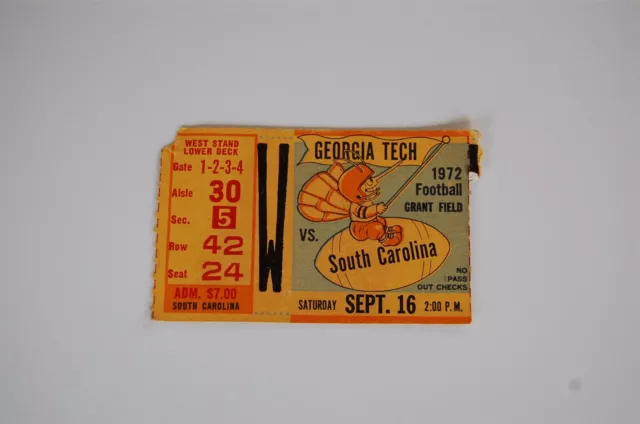 WEST STAND
LOWER DECK
Gate 1-2-3-4
Aisle 30
Sec. 5
Row 42
Seat 24
ADM. $7.00
SOUTH CAROLINA
W
GEORGIA TECH
1972
Football
GRANT FIELD
VS.
South Carolina
NO
PASS
OUT CHECKS
SATURDAY SEPT. 16 2:00 P.M.